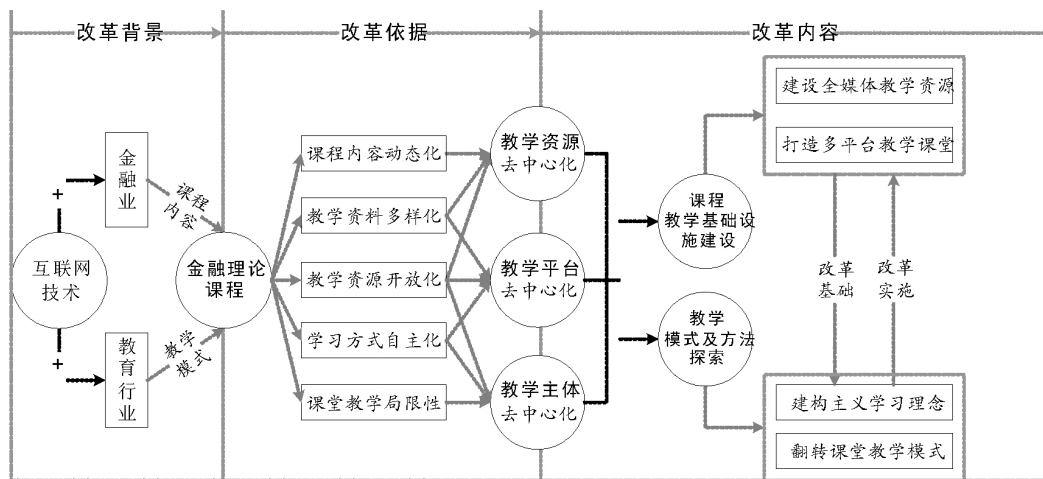 改革背景
改革依据
改革内容
互联网
技术
+
+
金融业
教育行业
课程
内容
教学
模式
金融理论
课程
课程内容动态化
教学资料多样化
教学资源开放化
学习方式自主化
课堂教学局限性
教学资源
去中心化
教学平台
去中心化
教学主体
去中心化
课程
教学基础设
施建设
教学
模式及方法
探索
建设全媒体教学资源
打造多平台教学课堂
改革
基础
改革
实施
建构主义学习理念
翻转课堂教学模式